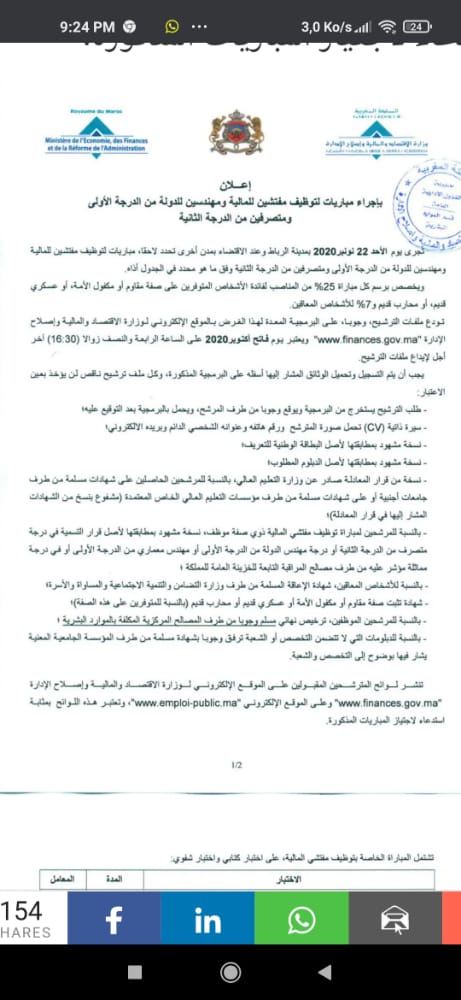 9:24 PM
3,0 Ko/s
24
Royaume du Maroc
Ministère de l'Economie, des Finances
et de la Réforme de l'Administration
المملكة المغربية
وزارة الاقتصاد والمالية وإصلاح الإدارة
إعـــلان
بإجراء مباريات لتوظيف مفتشين للمالية ومهندسين للدولة من الدرجة الأولى
ومتصرفين من الدرجة الثانية
تجرى يوم الأحد 22 نونبر 2020 بمدينة الرباط وعند الاقتضاء بمدن أخرى تحدد لاحقا، مباريات لتوظيف مفتشين للمالية
ومهندسين للدولة من الدرجة الأولى ومتصرفين من الدرجة الثانية وفق ما هو محدد في الجدول أدناه.
ويخصص برسم كل مباراة 25% من المناصب لفائدة الأشخاص المتوفرين على صفة مقاوم أو مكفول الأمة، أو عسكري
قديم، أو محارب قديم و7% للأشخاص المعاقين.
تودع ملفات الترشيح، وجوبا، على البرمجية المعدة لهذا الغرض بالموقع الإلكتروني لوزارة الاقتصاد والمالية وإصلاح
الإدارة "www.finances.gov.ma" ويعتبر يوم فاتح أكتوبر 2020 على الساعة الرابعة والنصف زوالا (16:30) آخر
أجل لإيداع ملفات الترشيح.
يجب أن يتم التسجيل وتحميل الوثائق المشار إليها أسفله على البرمجية المذكورة، وكل ملف ترشيح ناقص لن يؤخذ بعين
الاعتبار:
- طلب الترشيح يستخرج من البرمجية ويوقع وجوبا من طرف المرشح، ويحمل بالبرمجية بعد التوقيع عليه؛
- سيرة ذاتية (CV) تحمل صورة المترشح ورقم هاتفه وعنوانه الشخصي الدائم وبريده الالكتروني؛
- نسخة مشهود بمطابقتها لأصل البطاقة الوطنية للتعريف؛
- نسخة مشهود بمطابقتها لأصل الدبلوم المطلوب؛
- نسخة من قرار المعادلة صادر عن وزارة التعليم العالي، بالنسبة للمرشحين الحاصلين على شهادات مسلمة من طرف
جامعات أجنبية أو على شهادات مسلمة من طرف مؤسسات التعليم العالي الخاص المعتمدة (مشفوع بنسخ من الشهادات
المشار إليها في قرار المعادلة)؛
- بالنسبة للمرشحين لمباراة توظيف مفتشي المالية ذوي صفة موظف، نسخة مشهود بمطابقتها لأصل قرار التسمية في درجة
متصرف من الدرجة الثانية أو درجة مهندس الدولة من الدرجة الأولى أو مهندس معماري من الدرجة الأولى أو في درجة
مماثلة مؤشر عليه من طرف مصالح المراقبة التابعة للخزينة العامة للمملكة؛
- بالنسبة للأشخاص المعاقين، شهادة الإعاقة المسلمة من طرف وزارة التضامن والتنمية الاجتماعية والمساواة والأسرة؛
- شهادة تثبت صفة مقاوم أو مكفول الأمة أو عسكري قديم أو محارب قديم (بالنسبة للمتوفرين على هذه الصفة)؛
- بالنسبة للمرشحين الموظفين، ترخيص نهائي مسلم وجوبا من طرف المصالح المركزية المكلفة بالموارد البشرية؛
- بالنسبة للدبلومات التي لا تتضمن التخصص أو الشعبة ترفق وجوبا بشهادة مسلمة من طرف المؤسسة الجامعية المعنية
يشار فيها بوضوح إلى التخصص والشعبة.
تنشر لوائح المترشحين المقبولين على الموقع الإلكتروني لوزارة الاقتصاد والمالية وإصلاح الإدارة
"www.finances.gov.ma" وعلى الموقع الإلكتروني "www.emploi-public.ma"، وتعتبر هذه اللوائح بمثابة
استدعاء لاجتياز المباريات المذكورة.
1/2
تشتمل المباراة الخاصة بتوظيف مفتشي المالية، على اختبار كتابي واختبار شفوي:
الاختبار المدة المعامل
154
HARES